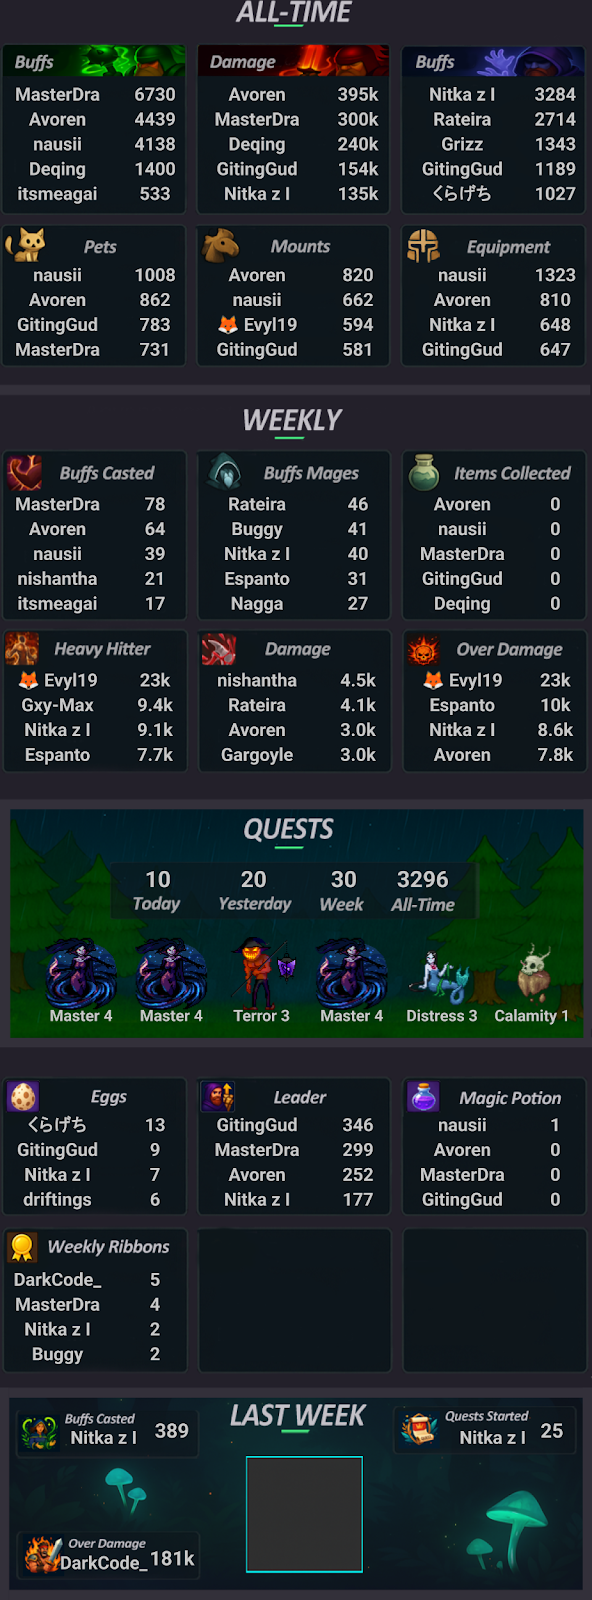 ALL-TIME
Buffs Damage Buffs
MasterDra 6730 Avoren 395k Nitka z l 3284
Avoren 4439 MasterDra 300k Rateira 2714
nausii 4138 Deqing 240k Grizz 1343
Deqing 1400 GitingGud 154k GitingGud 1189
itsmeagai 533 Nitka z l 135k くらげち 1027
Pets Mounts Equipment
nausii 1008 Avoren 820 nausii 1323
Avoren 862 nausii 662 Avoren 810
GitingGud 783 🦊 Evyl19 594 Nitka z l 648
MasterDra 731 GitingGud 581 GitingGud 647
WEEKLY
Buffs Casted Buffs Mages Items Collected
MasterDra 78 Rateira 46 Avoren 0
Avoren 64 Buggy 41 nausii 0
nausii 39 Nitka z l 40 MasterDra 0
nishantha 21 Espanto 31 GitingGud 0
itsmeagai 17 Nagga 27 Deqing 0
Heavy Hitter Damage Over Damage
🦊 Evyl19 23k nishantha 4.5k 🦊 Evyl19 23k
Gxy-Max 9.4k Rateira 4.1k Espanto 10k
Nitka z l 9.1k Avoren 3.0k Nitka z l 8.6k
Espanto 7.7k Gargoyle 3.0k Avoren 7.8k
QUESTS
10 20 30 3296
Today Yesterday Week All-Time
Master 4 Master 4 Terror 3 Master 4 Distress 3 Calamity 1
Eggs Leader Magic Potion
くらげち 13 GitingGud 346 nausii 1
GitingGud 9 MasterDra 299 Avoren 0
Nitka z l 7 Avoren 252 MasterDra 0
driftings 6 Nitka z l 177 GitingGud 0
Weekly Ribbons
DarkCode_ 5
MasterDra 4
Nitka z l 2
Buggy 2
LAST WEEK
Buffs Casted Quests Started
Nitka z l 389 Nitka z l 25
Over Damage
DarkCode_ 181k